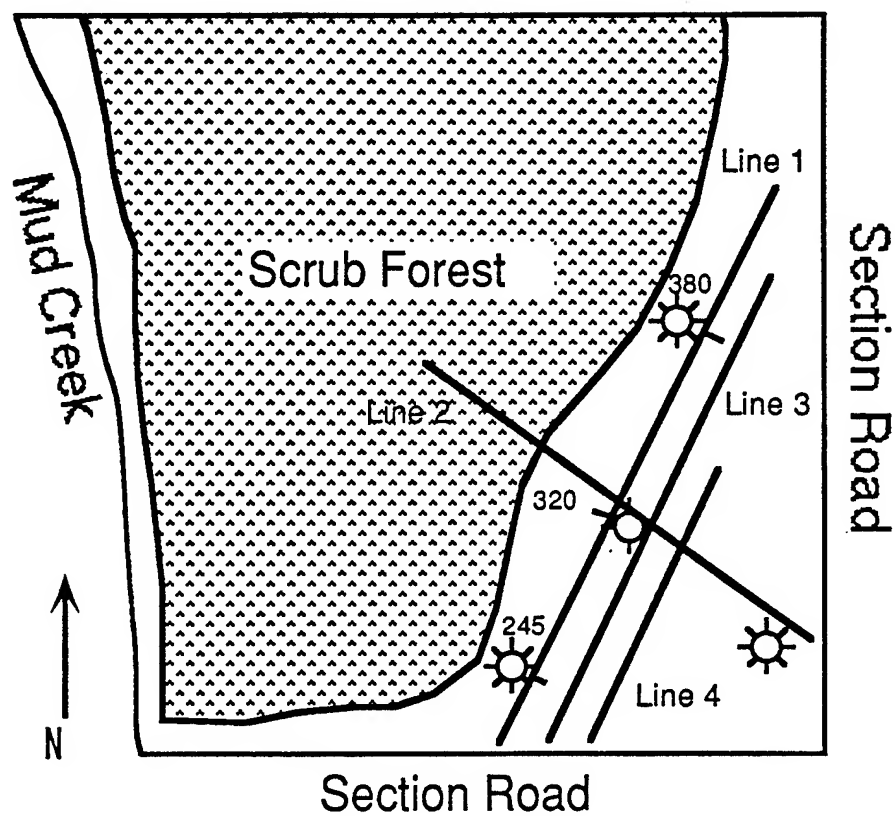 Line 1
Mud Creek
Scrub Forest
Section Road
380
Line 2
Line 3
320
245
Line 4
N
Section Road